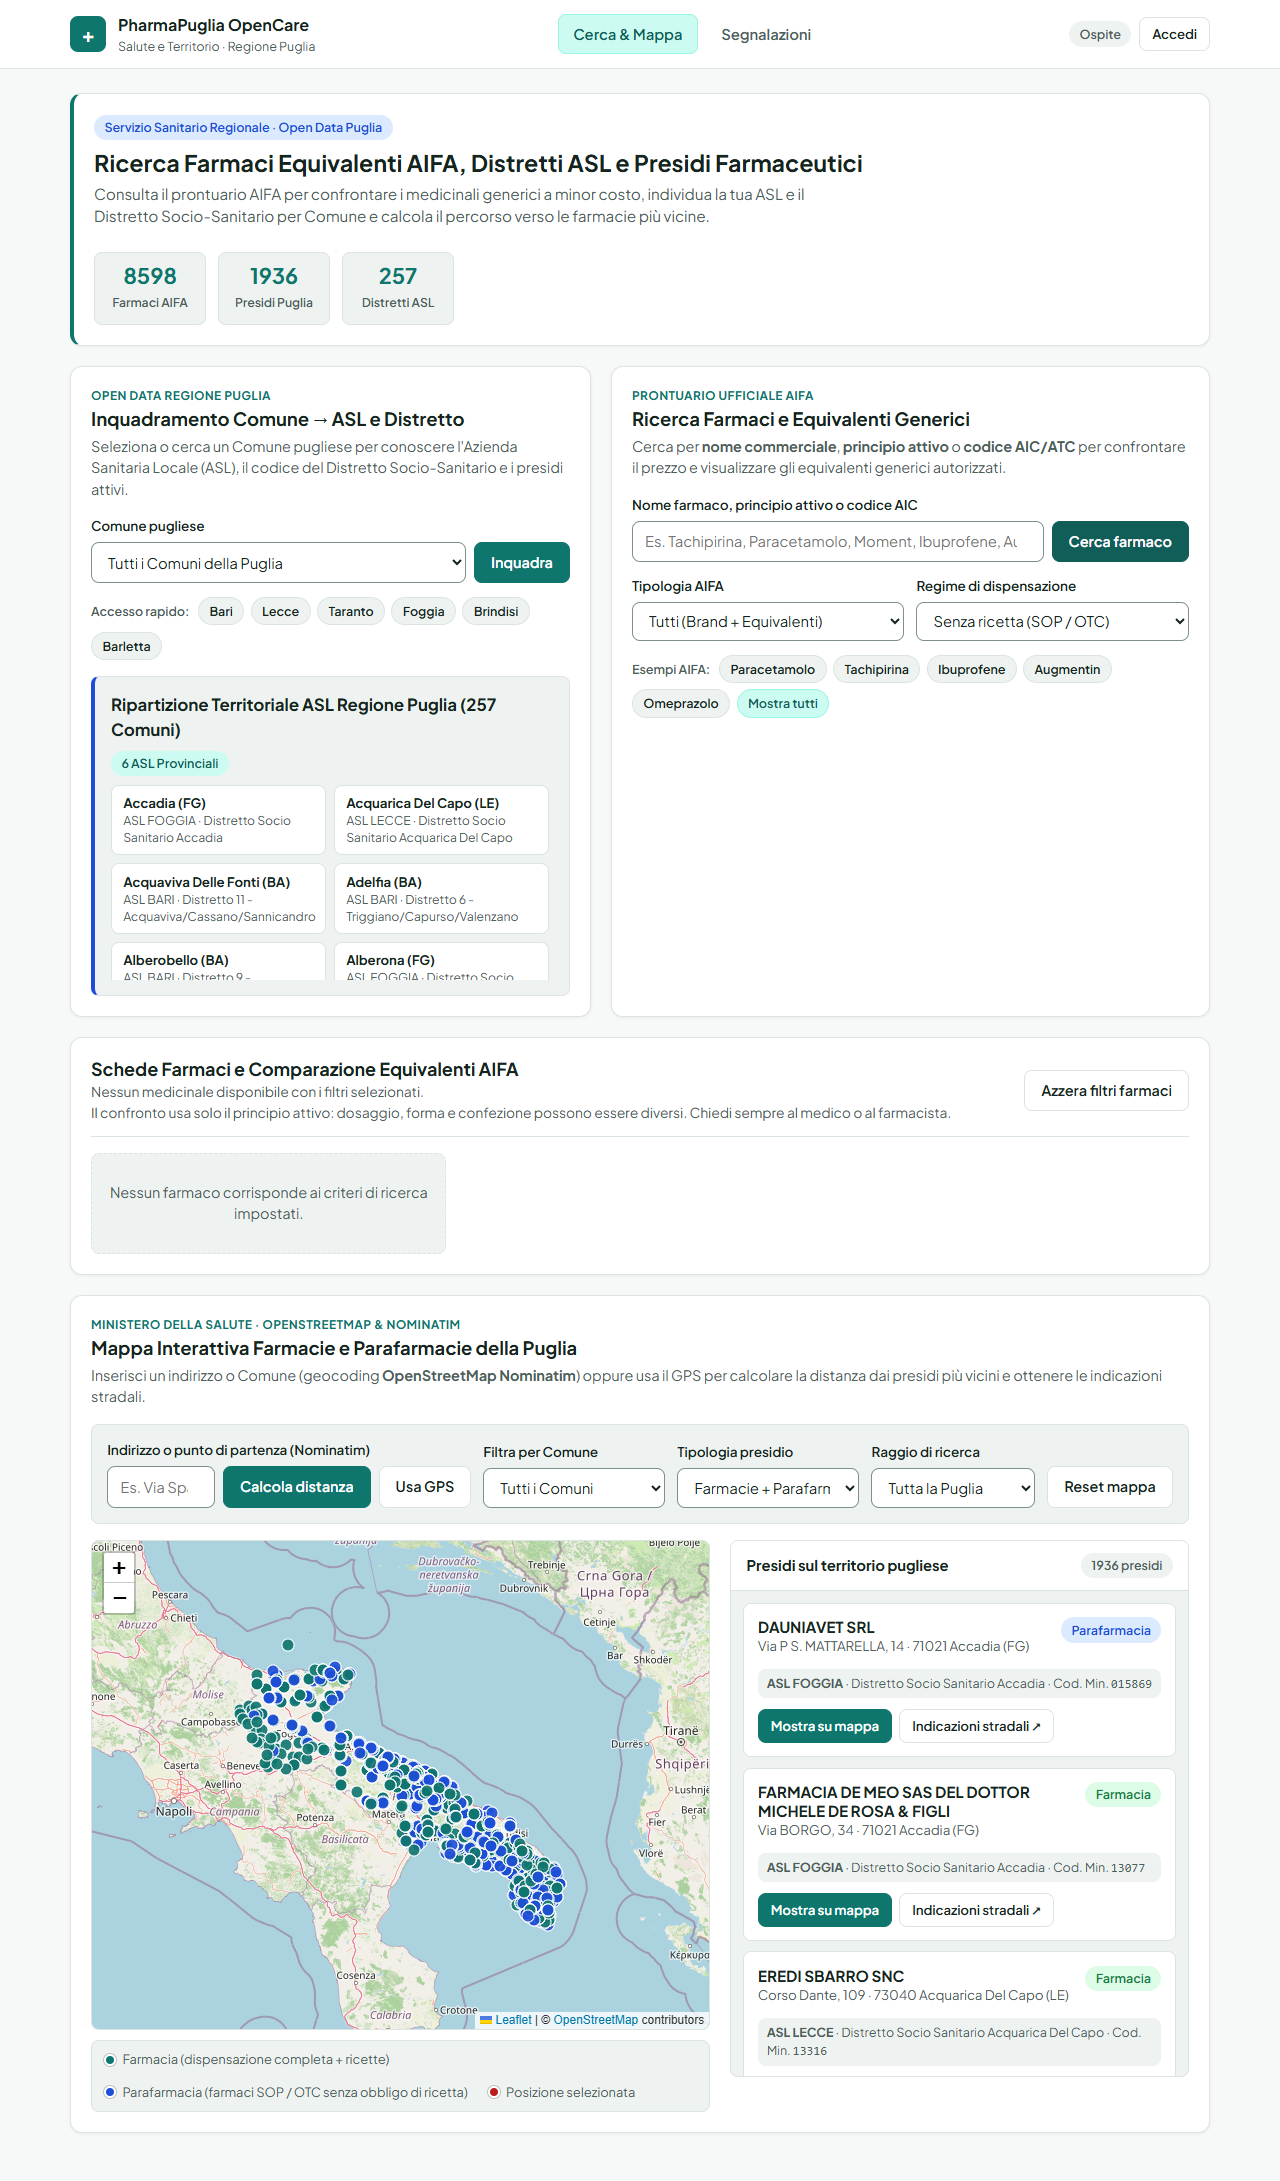 +
PharmaPuglia OpenCare
Salute e Territorio · Regione Puglia
Cerca & Mappa
Segnalazioni
Ospite
Accedi
Servizio Sanitario Regionale · Open Data Puglia
Ricerca Farmaci Equivalenti AIFA, Distretti ASL e Presidi Farmaceutici
Consulta il prontuario AIFA per confrontare i medicinali generici a minor costo, individua la tua ASL e il
Distretto Socio-Sanitario per Comune e calcola il percorso verso le farmacie più vicine.
8598
Farmaci AIFA
1936
Presidi Puglia
257
Distretti ASL
OPEN DATA REGIONE PUGLIA
Inquadramento Comune → ASL e Distretto
Seleziona o cerca un Comune pugliese per conoscere l'Azienda
Sanitaria Locale (ASL), il codice del Distretto Socio-Sanitario e i presidi
attivi.
Comune pugliese
Tutti i Comuni della Puglia
Inquadra
Accesso rapido:
Bari
Lecce
Taranto
Foggia
Brindisi
Barletta
Ripartizione Territoriale ASL Regione Puglia (257
Comuni)
6 ASL Provinciali
Accadia (FG)
ASL FOGGIA · Distretto Socio
Sanitario Accadia
Acquarica Del Capo (LE)
ASL LECCE · Distretto Socio
Sanitario Acquarica Del Capo
Acquaviva Delle Fonti (BA)
ASL BARI · Distretto 11 -
Acquaviva/Cassano/Sannicandro
Adelfia (BA)
ASL BARI · Distretto 6 -
Triggiano/Capurso/Valenzano
Alberobello (BA)
ASL BARI · Distretto 9 -
Alberona (FG)
ASL FOGGIA · Distretto Socio
PRONTUARIO UFFICIALE AIFA
Ricerca Farmaci e Equivalenti Generici
Cerca per nome commerciale, principio attivo o codice AIC/ATC per confrontare
il prezzo e visualizzare gli equivalenti generici autorizzati.
Nome farmaco, principio attivo o codice AIC
Es. Tachipirina, Paracetamolo, Moment, Ibuprofene, Au
Cerca farmaco
Tipologia AIFA
Tutti (Brand + Equivalenti)
Regime di dispensazione
Senza ricetta (SOP / OTC)
Esempi AIFA:
Paracetamolo
Tachipirina
Ibuprofene
Augmentin
Omeprazolo
Mostra tutti
Schede Farmaci e Comparazione Equivalenti AIFA
Nessun medicinale disponibile con i filtri selezionati.
Il confronto usa solo il principio attivo: dosaggio, forma e confezione possono essere diversi. Chiedi sempre al medico o al farmacista.
Azzera filtri farmaci
Nessun farmaco corrisponde ai criteri di ricerca
impostati.
MINISTERO DELLA SALUTE · OPENSTREETMAP & NOMINATIM
Mappa Interattiva Farmacie e Parafarmacie della Puglia
Inserisci un indirizzo o Comune (geocoding OpenStreetMap Nominatim) oppure usa il GPS per calcolare la distanza dai presidi più vicini e ottenere le indicazioni
stradali.
Indirizzo o punto di partenza (Nominatim)
Es. Via Sp
Calcola distanza
Usa GPS
Filtra per Comune
Tutti i Comuni
Tipologia presidio
Farmacie + Parafarm
Raggio di ricerca
Tutta la Puglia
Reset mappa
+
−
scoli Piceno
Pescara
Chieti
Abruzzo
županija
Dubrovačko-
neretvanska
županija
Bijelo Polje
Trebinje
Dubrovnik
Crna Gora /
Црна Гора
Cetinje
Bar
Shkodër
none
Molise
Campobass
Caserta
Beneve
Avellino
Napoli
Campania
Potenza
Matera
Basilicata
Tiranë
Durrës
Shqipëri
Lushnjë
Berat
Fier
Vlorë
Κέρκυρα
Cosenza
Crotone
Calabria
Leaflet | © OpenStreetMap contributors
Farmacia (dispensazione completa + ricette)
Parafarmacia (farmaci SOP / OTC senza obbligo di ricetta)
Posizione selezionata
Presidi sul territorio pugliese
1936 presidi
DAUNIAVET SRL
Parafarmacia
Via P S. MATTARELLA, 14 · 71021 Accadia (FG)
ASL FOGGIA · Distretto Socio Sanitario Accadia · Cod. Min. 015869
Mostra su mappa
Indicazioni stradali ↗
FARMACIA DE MEO SAS DEL DOTTOR
MICHELE DE ROSA & FIGLI
Farmacia
Via BORGO, 34 · 71021 Accadia (FG)
ASL FOGGIA · Distretto Socio Sanitario Accadia · Cod. Min. 13077
Mostra su mappa
Indicazioni stradali ↗
EREDI SBARRO SNC
Farmacia
Corso Dante, 109 · 73040 Acquarica Del Capo (LE)
ASL LECCE · Distretto Socio Sanitario Acquarica Del Capo · Cod.
Min. 13316